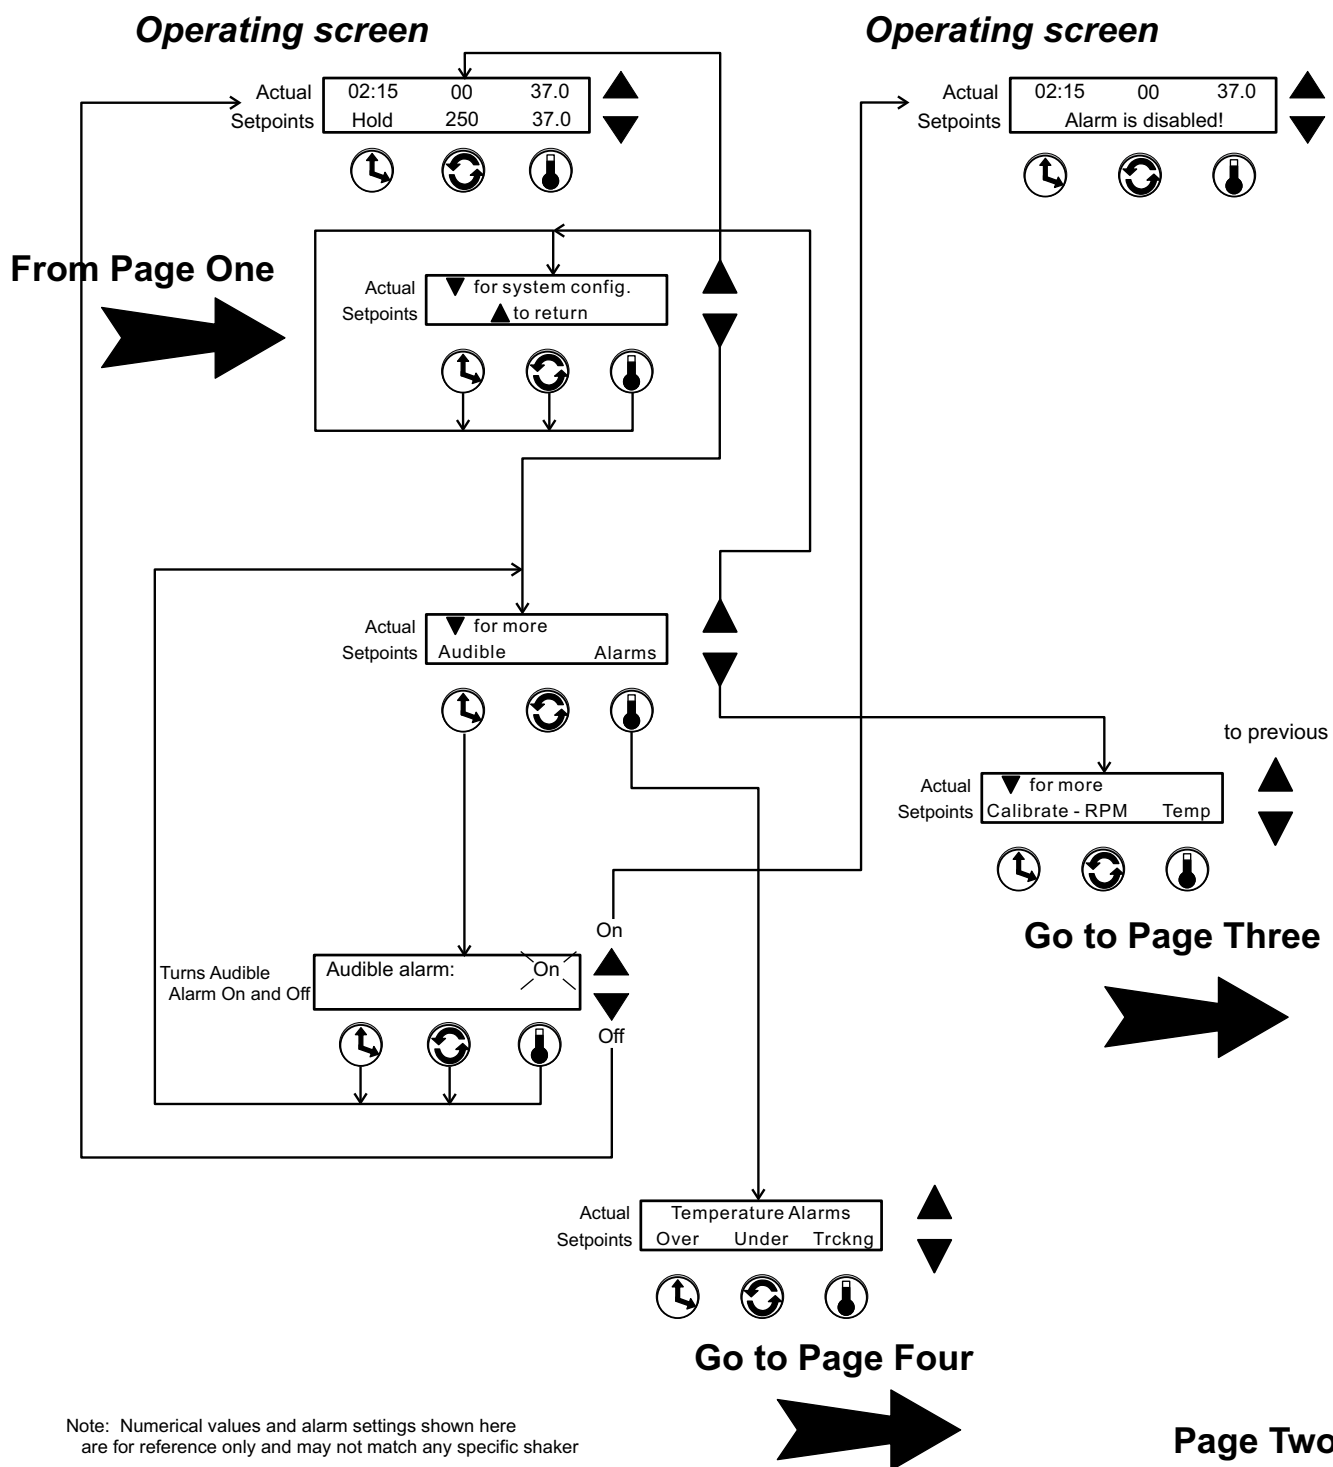 Operating screen
Operating screen
Actual 02:15 00 37.0
Setpoints Hold 250 37.0
Actual 02:15 00 37.0
Setpoints Alarm is disabled!
From Page One
Actual for system config.
Setpoints to return
Actual for more
Setpoints Audible Alarms
to previous
Actual for more
Setpoints Calibrate - RPM Temp
Go to Page Three
On
Turns Audible
Alarm On and Off
Audible alarm: On
Off
Actual Temperature Alarms
Setpoints Over Under Trckng
Go to Page Four
Note: Numerical values and alarm settings shown here
are for reference only and may not match any specific shaker
Page Two